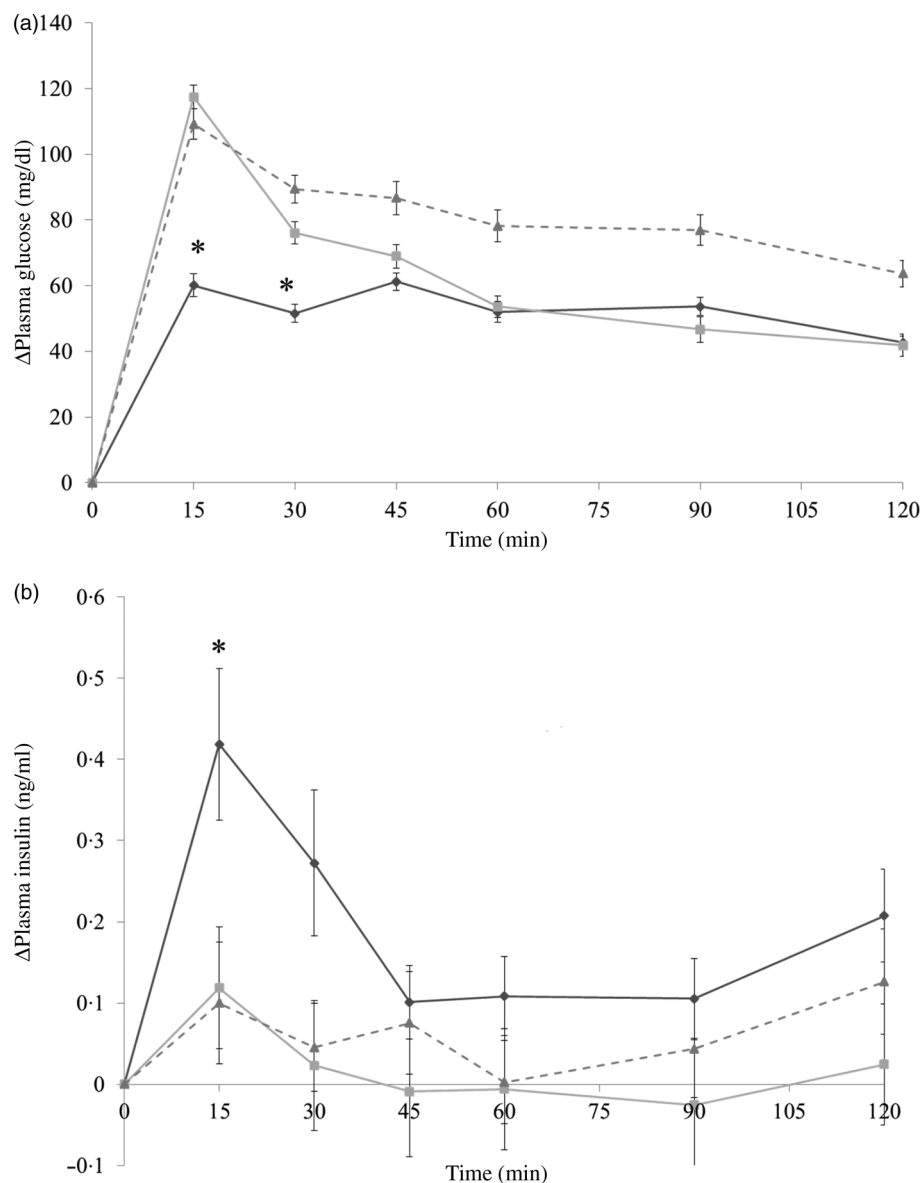 (a)
140
120
100
80
60
40
20
0
ΔPlasma glucose (mg/dl)
*
*
0 15 30 45 60 75 90 105 120
Time (min)
(b)
0·6
0·5
0·4
0·3
0·2
0·1
0
–0·1
ΔPlasma insulin (ng/ml)
*
0 15 30 45 60 75 90 105 120
Time (min)